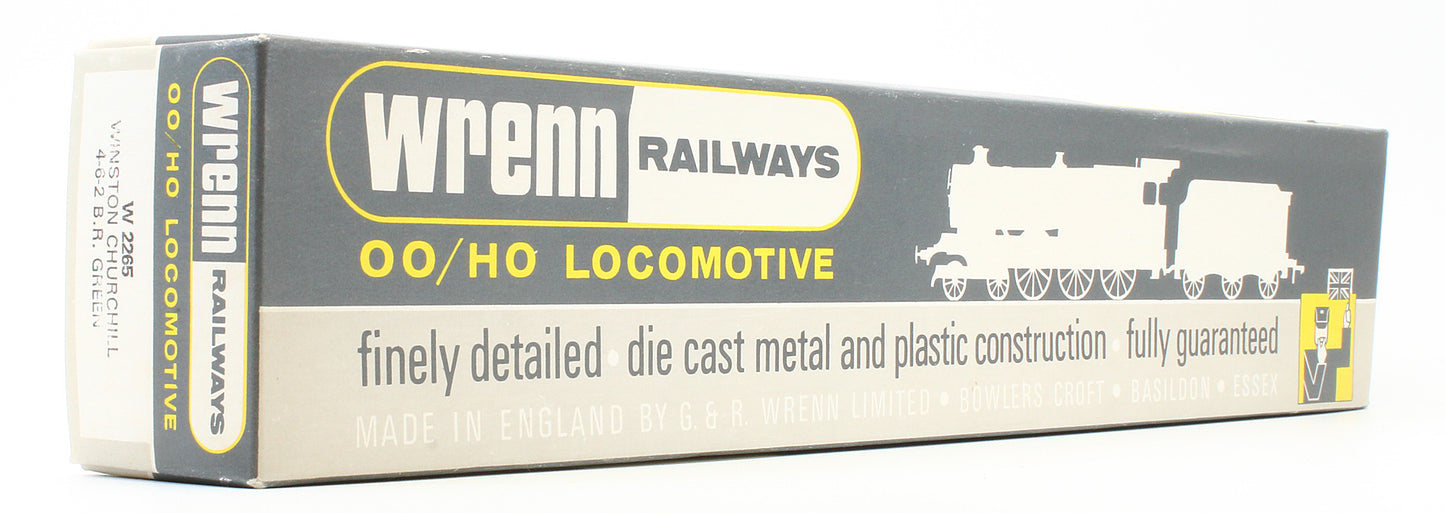 wrenn RAILWAYS
OO/HO LOCOMOTIVE
finely detailed · die cast metal and plastic construction · fully guaranteed
MADE IN ENGLAND BY G. & R. WRENN LIMITED • BOWLERS CROFT • BASILDON • ESSEX
wrenn RAILWAYS
OO/HO LOCOMOTIVE
W 2265
WINSTON CHURCHILL
4-6-2 B.R. GREEN